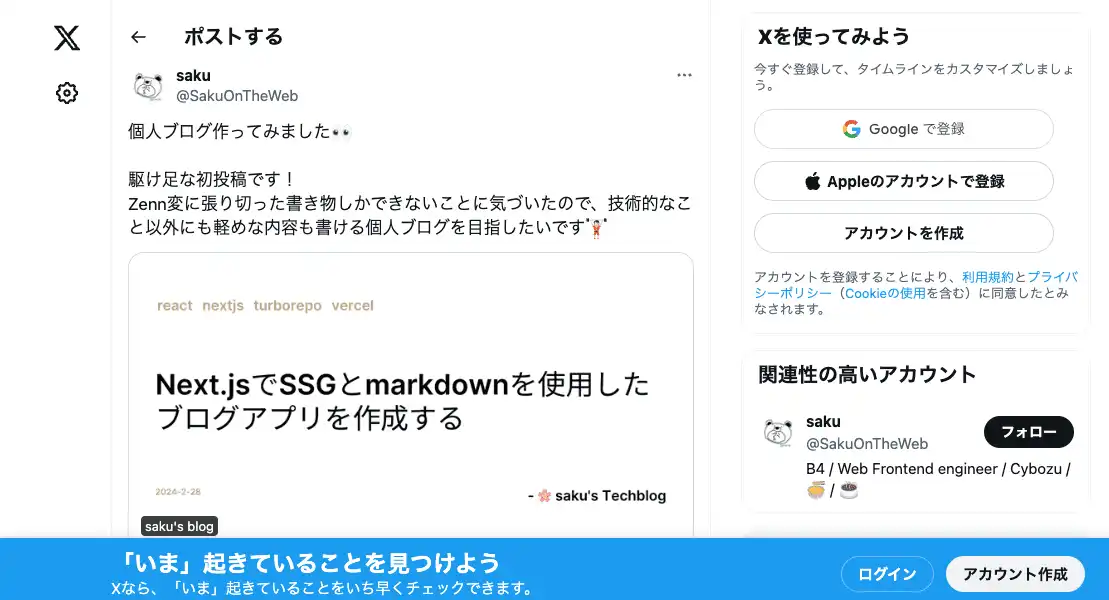 ポストする
saku
@SakuOnTheWeb
個人ブログ作ってみました👀
駆け足な初投稿です！
Zenn変に張り切った書き物しかできないことに気づいたので、技術的なこ
と以外にも軽めな内容も書ける個人ブログを目指したいです
react nextjs turborepo vercel
Next.jsでSSGとmarkdownを使用した
ブログアプリを作成する
2024-2-28
- 🌸 saku's Techblog
saku's blog
Xを使ってみよう
今すぐ登録して、タイムラインをカスタマイズしましょ
う。
Google で登録
Appleのアカウントで登録
アカウントを作成
アカウントを登録することにより、利用規約とプライバ
シーポリシー（Cookieの使用を含む）に同意したとみ
なされます。
関連性の高いアカウント
saku
@SakuOnTheWeb
フォロー
B4 / Web Frontend engineer / Cybozu /
🍜 / ☕
「いま」起きていることを見つけよう
Xなら、「いま」起きていることをいち早くチェックできます。
ログイン
アカウント作成